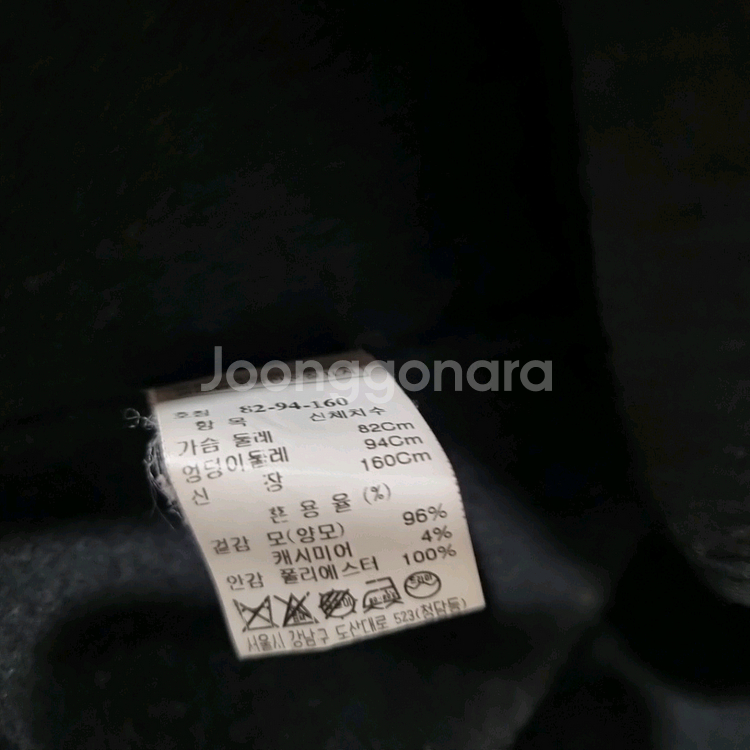 Joonggonara
호칭 82-94-160
항 목 신체치수
가슴 둘레 82Cm
엉덩이둘레 94Cm
신 장 160Cm
혼 용 율 (%)
겉감 모(양모) 96%
캐시미어 4%
안감 폴리에스터 100%
서울시 강남구 도산대로 523(청담동)